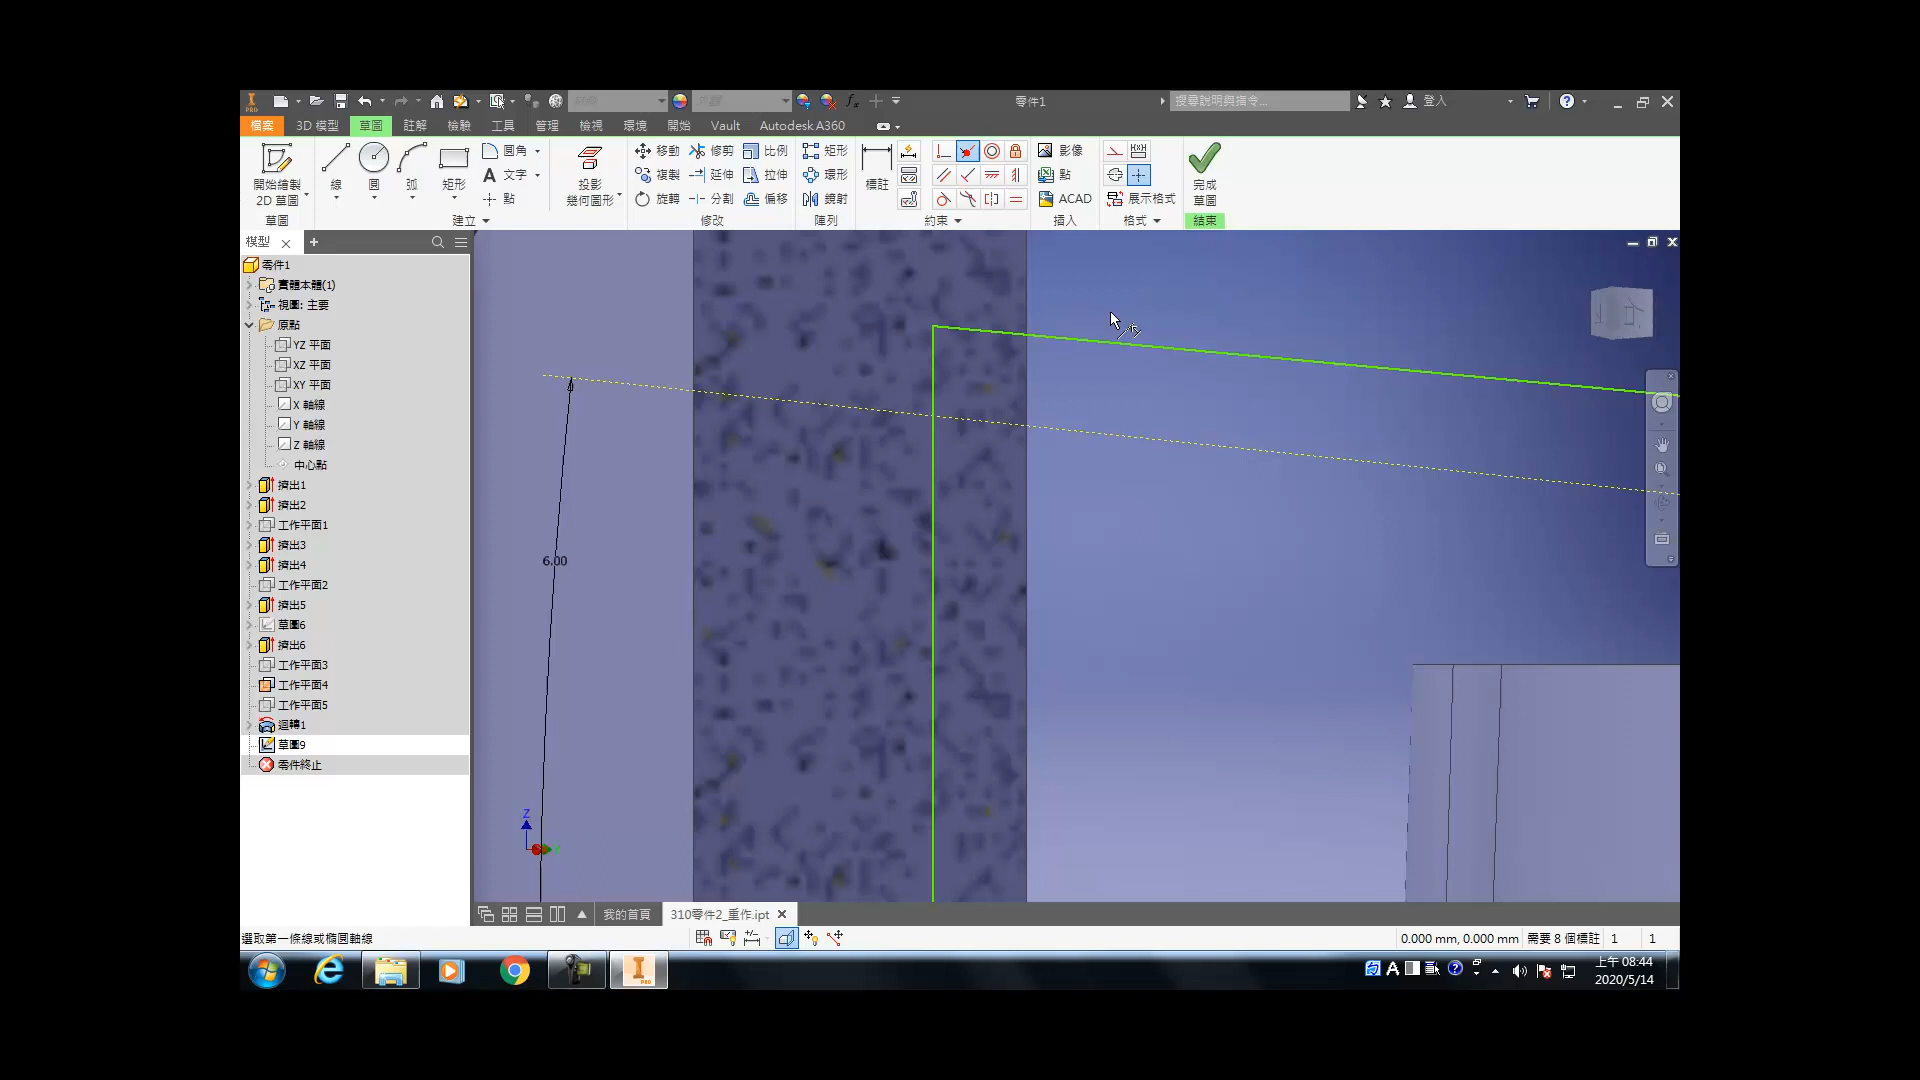 PRO
零件1
搜尋說明與指令...
登入
檔案
3D 模型
草圖
註解
檢驗
工具
管理
檢視
環境
開始
Vault
Autodesk A360
開始繪製
2D 草圖
線
圓
弧
矩形
圓角
文字
點
投影
幾何圖形
移動
修剪
比例
複製
延伸
拉伸
旋轉
分割
偏移
矩形
環形
鏡射
標註
影像
點
ACAD
展示格式
完成
草圖
草圖
建立
修改
陣列
約束
插入
格式
結束
模型
零件1
實體本體(1)
視圖: 主要
原點
YZ 平面
XZ 平面
XY 平面
X 軸線
Y 軸線
Z 軸線
中心點
擠出1
擠出2
工作平面1
擠出3
擠出4
工作平面2
擠出5
草圖6
擠出6
工作平面3
工作平面4
工作平面5
迴轉1
草圖9
零件終止
6.00
Z
我的首頁
310零件2_重作.ipt
選取第一條線或橢圓軸線
0.000 mm, 0.000 mm
需要 8 個標註
1
1
上午 08:44
2020/5/14